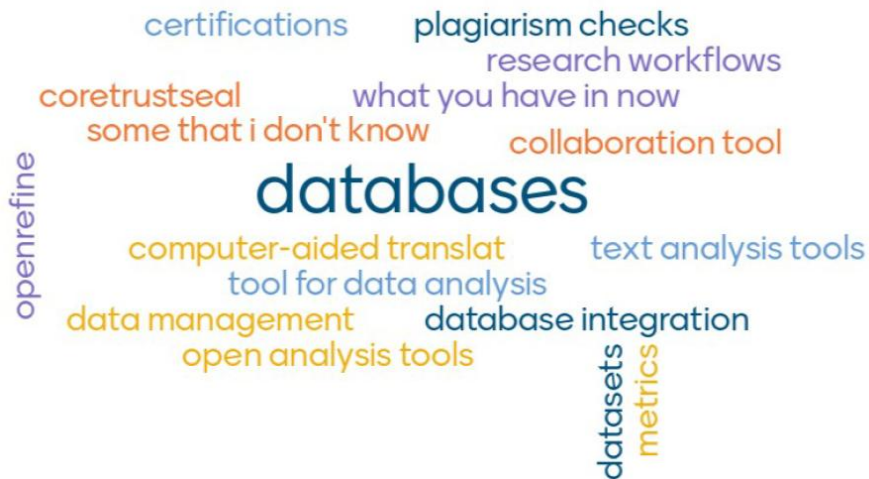 certifications
plagiarism checks
research workflows
coretrustseal
what you have in now
some that i don't know
collaboration tool
openrefine
databases
computer-aided translat
text analysis tools
tool for data analysis
data management
database integration
open analysis tools
datasets
metrics